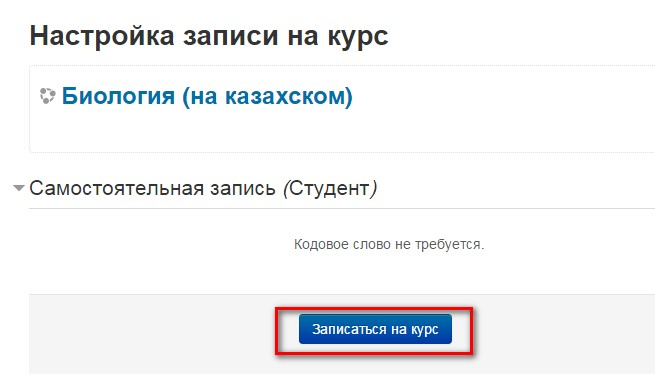 Настройка записи на курс
Биология (на казахском)
Самостоятельная запись (Студент)
Кодовое слово не требуется.
Записаться на курс